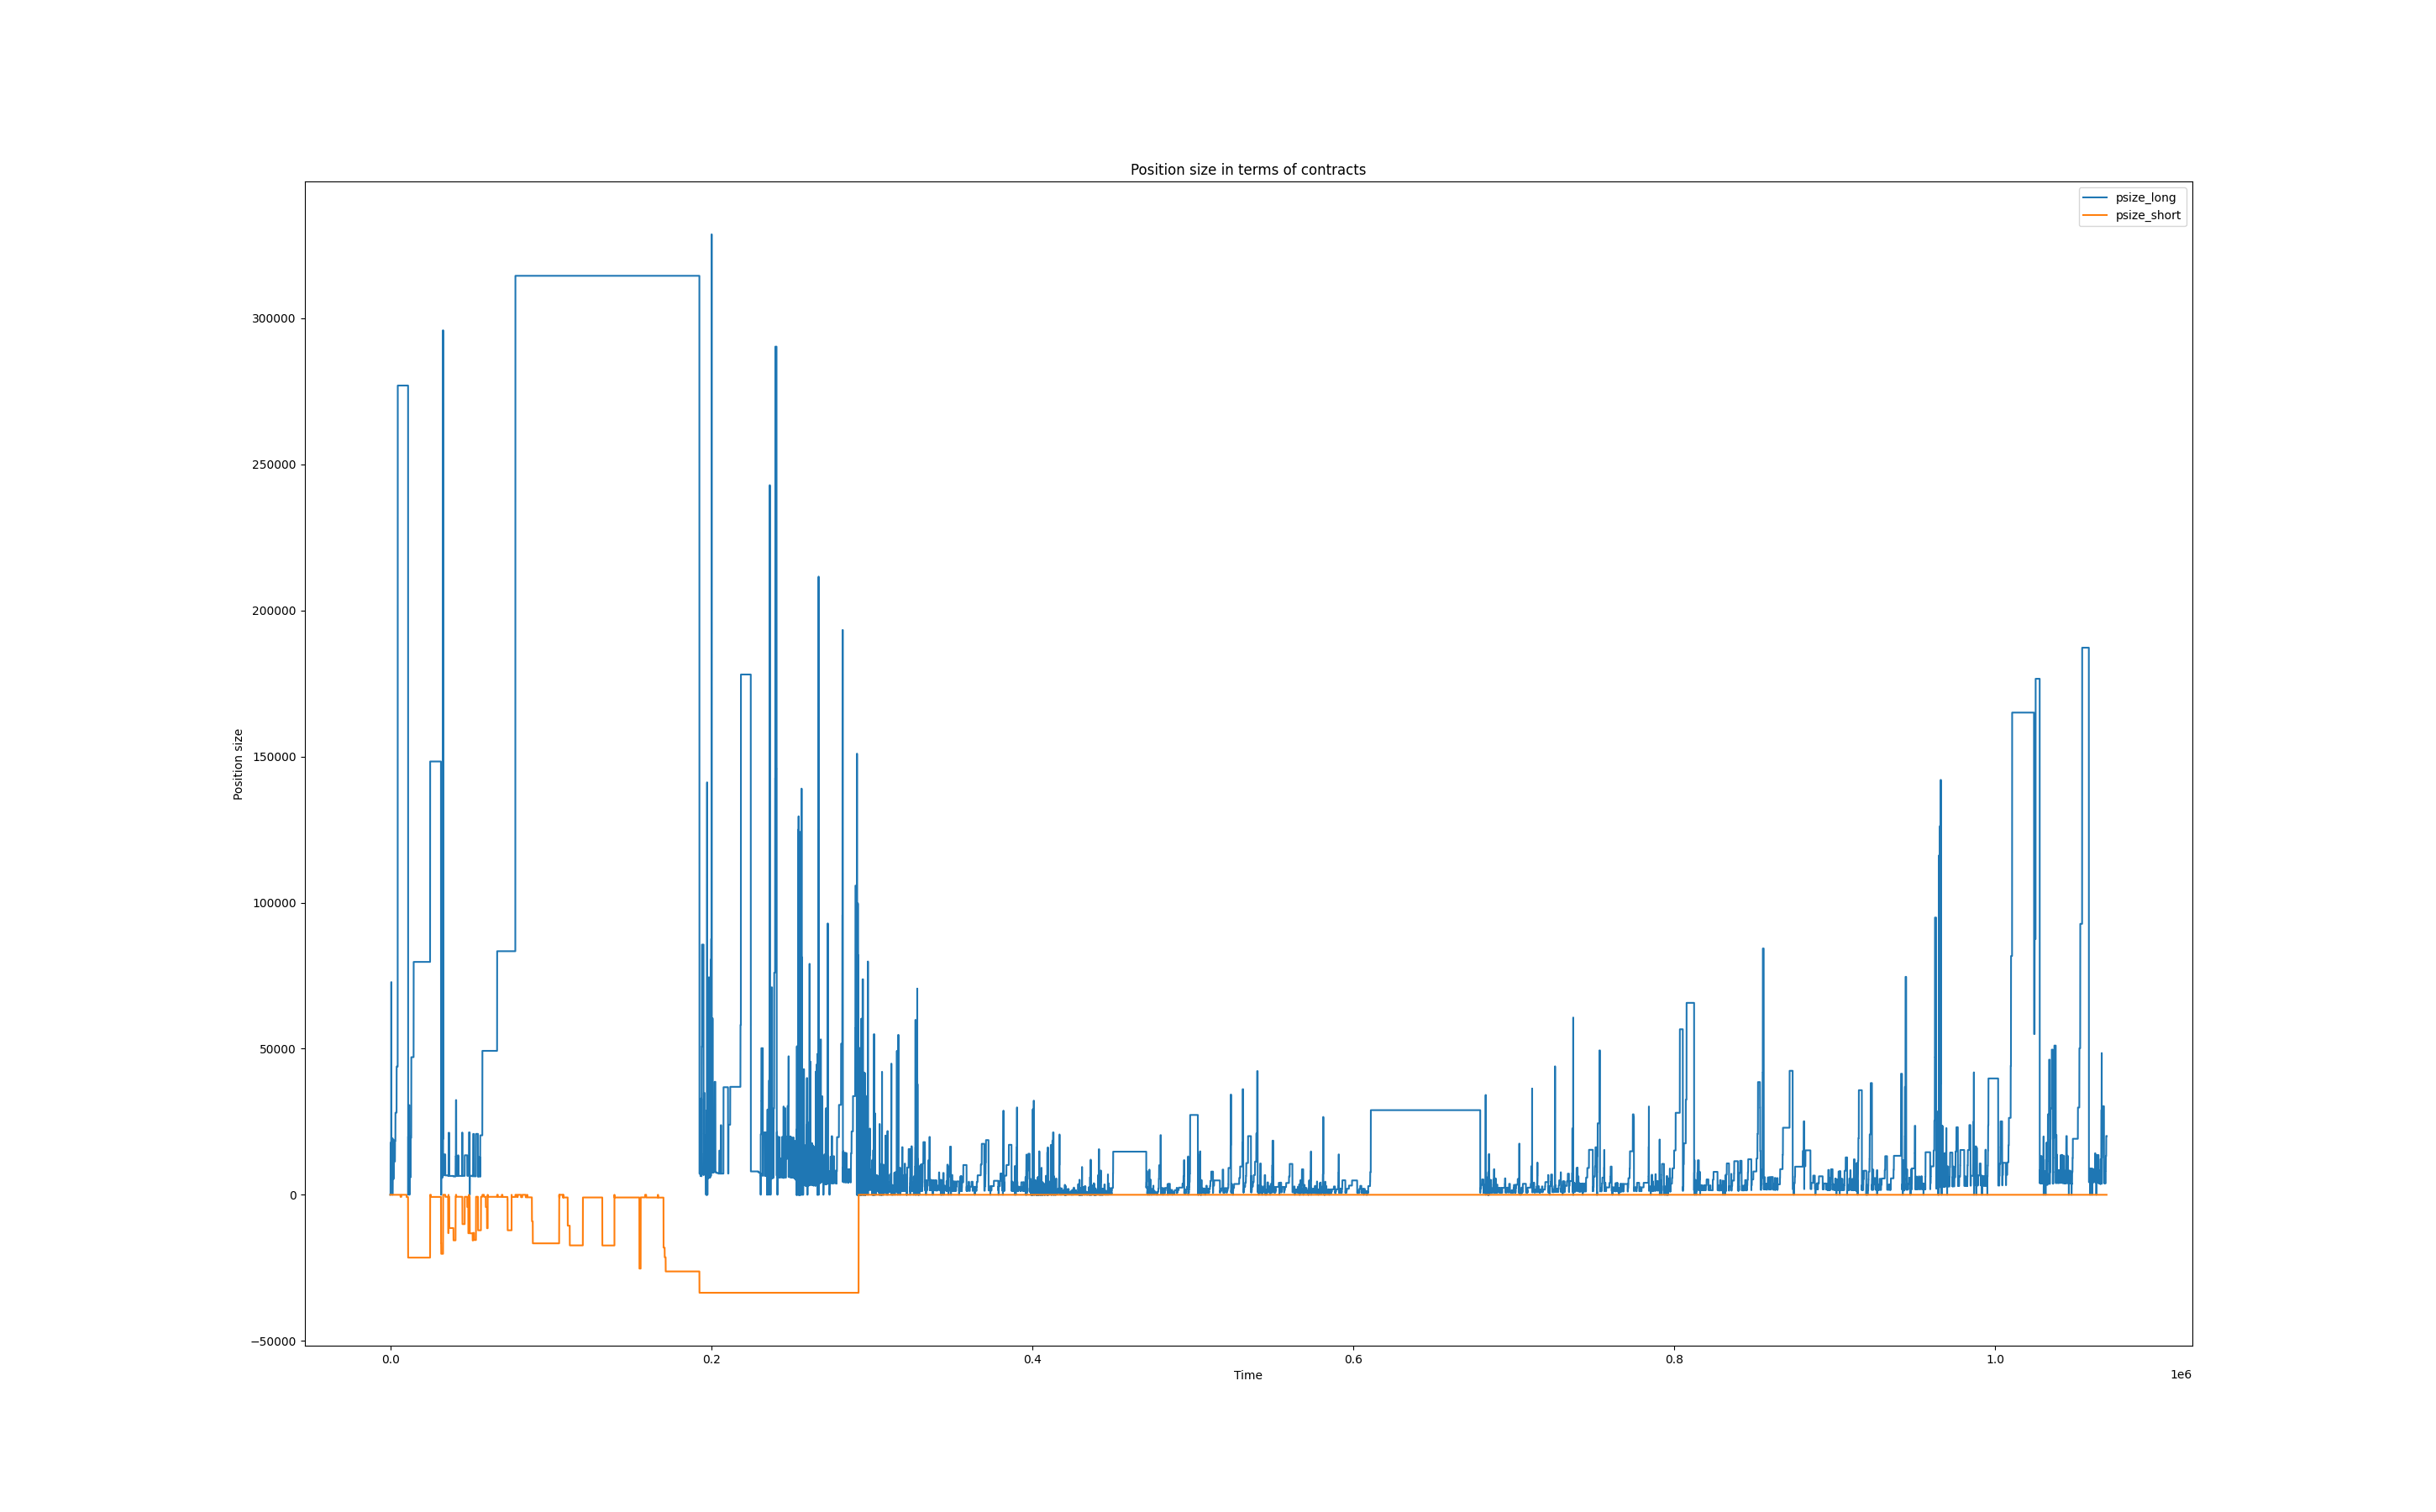 Position size in terms of contracts
psize_long
psize_short
Position size
300000
250000
200000
150000
100000
50000
0
−50000
0.0 0.2 0.4 0.6 0.8 1.0
Time
1e6